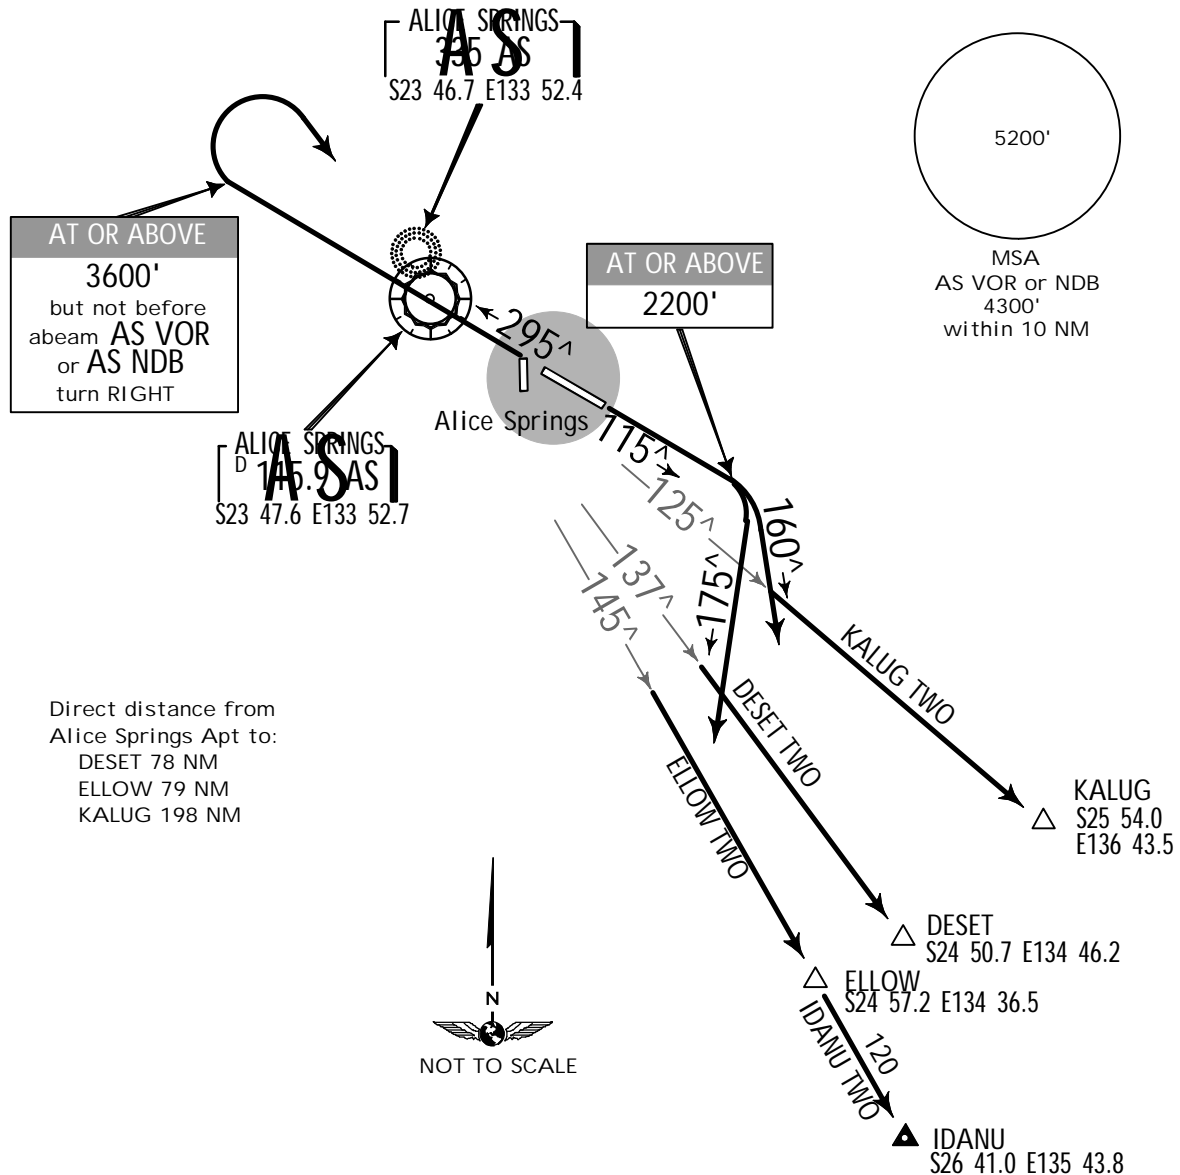 ALICE SPRINGS
335 AS
AS
S23 46.7 E133 52.4
5200'
MSA
AS VOR or NDB
4300'
within 10 NM
AT OR ABOVE
3600'
but not before
abeam AS VOR
or AS NDB
turn RIGHT
AT OR ABOVE
2200'
295^
Alice Springs
115^
ALICE SPRINGS
D 115.9 AS
AS
S23 47.6 E133 52.7
125^
160^
137^
175^
145^
KALUG TWO
DESET TWO
ELLOW TWO
Direct distance from
Alice Springs Apt to:
DESET 78 NM
ELLOW 79 NM
KALUG 198 NM
KALUG
S25 54.0
E136 43.5
DESET
S24 50.7 E134 46.2
ELLOW
S24 57.2 E134 36.5
IDANU TWO
120
N
NOT TO SCALE
IDANU
S26 41.0 E135 43.8